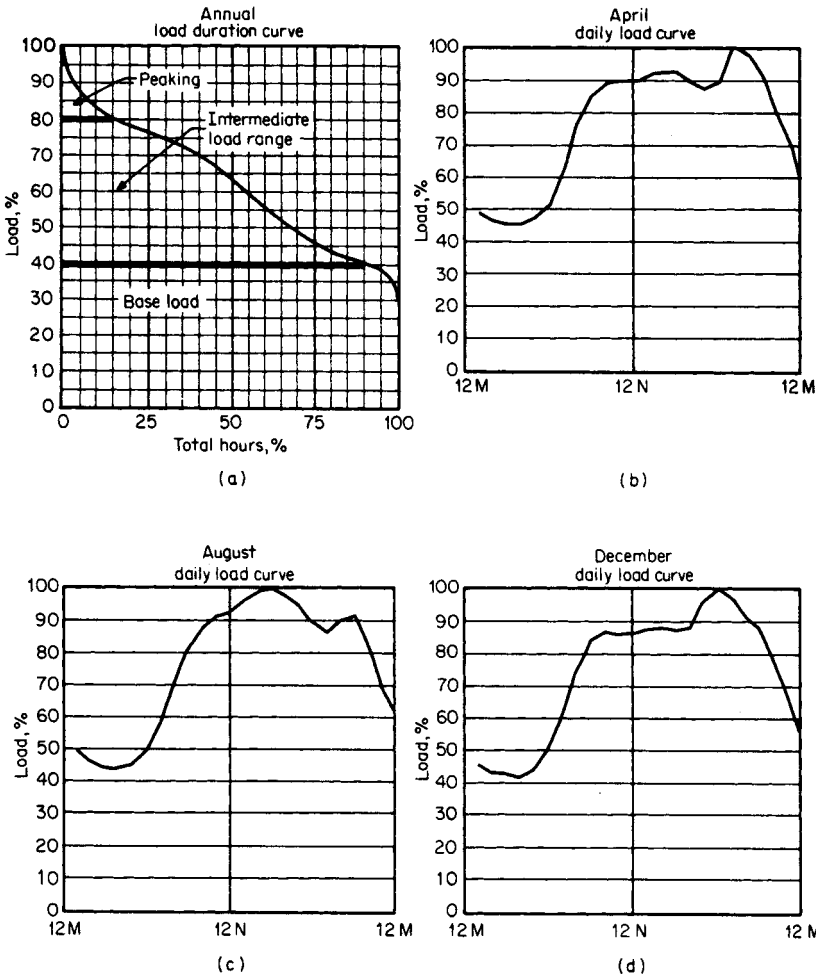 Annual
load duration curve
100
90
80
70
60
50
40
30
20
10
0
Load, %
Peaking
Intermediate
load range
Base load
0
25
50
75
100
Total hours, %
(a)
April
daily load curve
100
90
80
70
60
50
40
30
20
10
0
Load, %
12 M
12 N
12 M
(b)
August
daily load curve
100
90
80
70
60
50
40
30
20
10
0
Load, %
12 M
12 N
12 M
(c)
December
daily load curve
100
90
80
70
60
50
40
30
20
10
0
Load, %
12 M
12 N
12 M
(d)